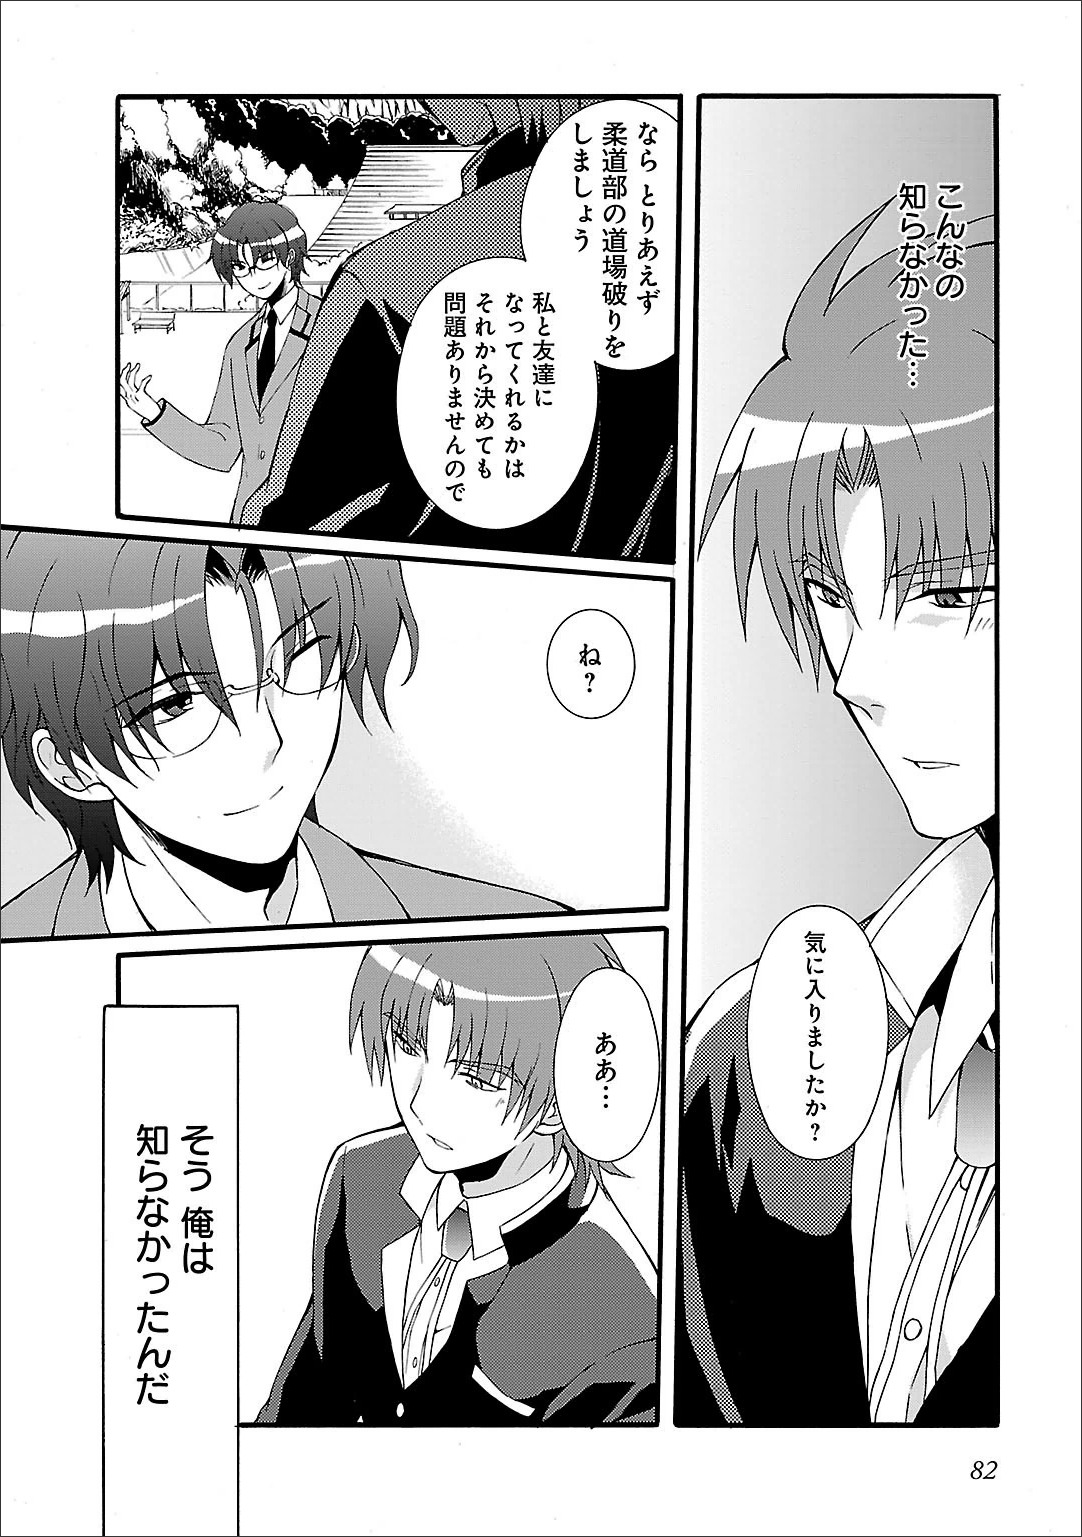 こんなの
知らなかった…
気に入りましたか?
なら とりあえず
柔道部の道場破りを
しましょう
私と友達に
なってくれるかは
それから決めても
問題ありませんので
ね?
ああ…
そう 俺は
知らなかったんだ
82